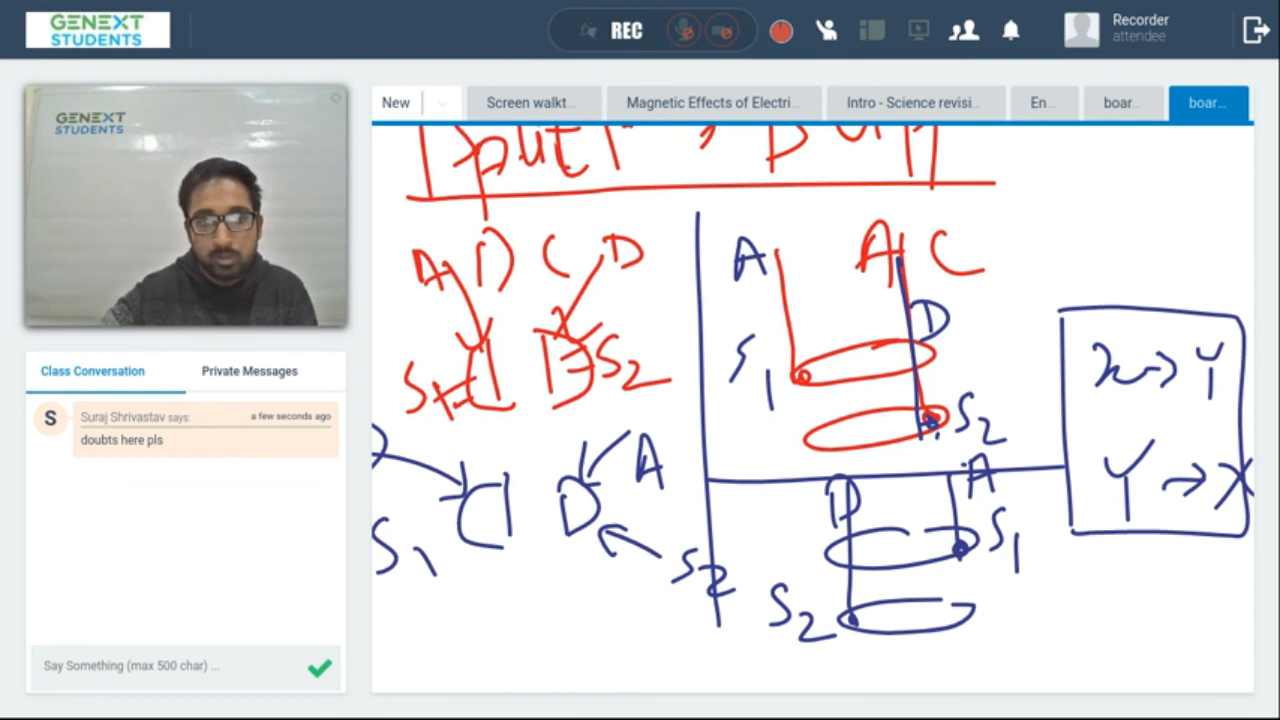 GENEXT
STUDENTS
REC
Recorder
attendee
GENEXT
STUDENTS
New
Screen walkt...
Magnetic Effects of Electri...
Intro - Science revisi...
En...
boar...
boar...
Class Conversation
Private Messages
S
Suraj Shrivastav says:
a few seconds ago
doubts here pls
Say Something (max 500 char) ...
A D C D
S1 S2
A
S1 S2
A A C
D
S1
S2
D A
S1
S2
x → Y
Y → X